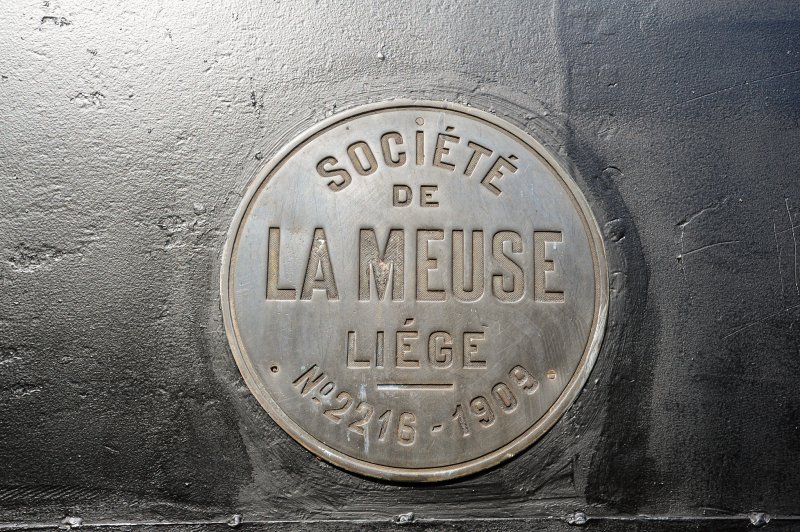 SOCIÉTÉ
DE
LA MEUSE
LIÉGE
Nº2216-1909